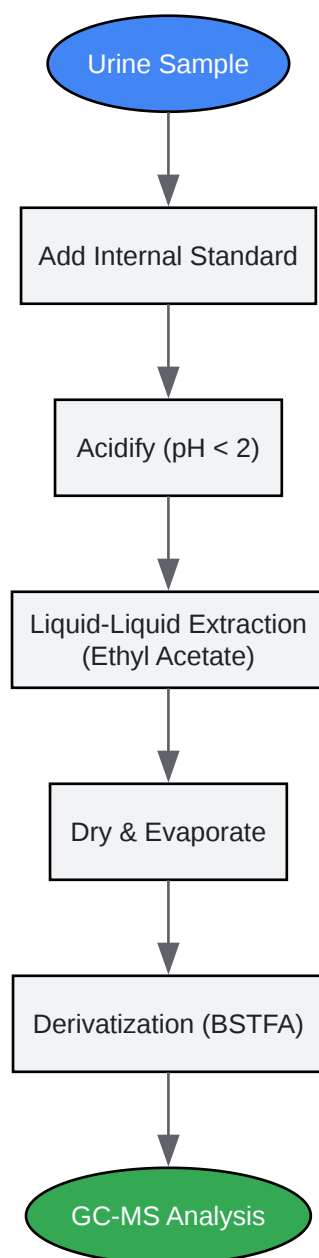 Urine Sample
Add Internal Standard
Acidify (pH < 2)
Liquid-Liquid Extraction
(Ethyl Acetate)
Dry & Evaporate
Derivatization (BSTFA)
GC-MS Analysis